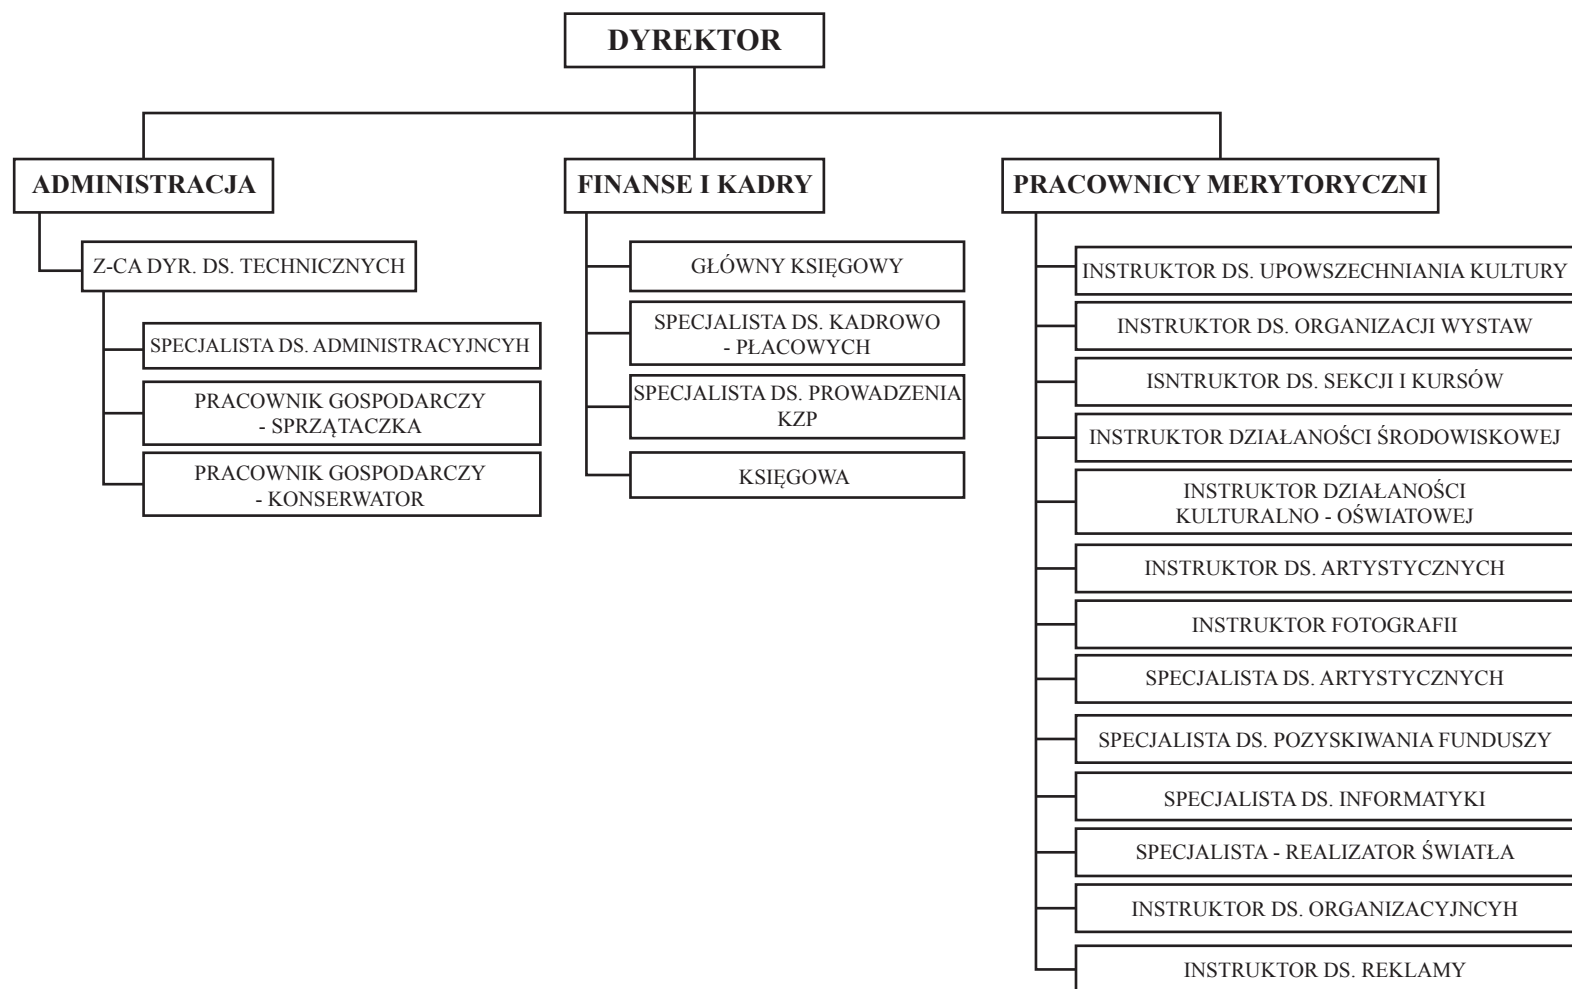 DYREKTOR
ADMINISTRACJA
Z-CA DYR. DS. TECHNICZNYCH
SPECJALISTA DS. ADMINISTRACYJNCYH
PRACOWNIK GOSPODARCZY
- SPRZĄTACZKA
PRACOWNIK GOSPODARCZY
- KONSERWATOR
FINANSE I KADRY
GŁÓWNY KSIĘGOWY
SPECJALISTA DS. KADROWO
- PŁACOWYCH
SPECJALISTA DS. PROWADZENIA
KZP
KSIĘGOWA
PRACOWNICY MERYTORYCZNI
INSTRUKTOR DS. UPOWSZECHNIANIA KULTURY
INSTRUKTOR DS. ORGANIZACJI WYSTAW
ISNTRUKTOR DS. SEKCJI I KURSÓW
INSTRUKTOR DZIAŁANOŚCI ŚRODOWISKOWEJ
INSTRUKTOR DZIAŁANOŚCI
KULTURALNO - OŚWIATOWEJ
INSTRUKTOR DS. ARTYSTYCZNYCH
INSTRUKTOR FOTOGRAFII
SPECJALISTA DS. ARTYSTYCZNYCH
SPECJALISTA DS. POZYSKIWANIA FUNDUSZY
SPECJALISTA DS. INFORMATYKI
SPECJALISTA - REALIZATOR ŚWIATŁA
INSTRUKTOR DS. ORGANIZACYJNCYH
INSTRUKTOR DS. REKLAMY